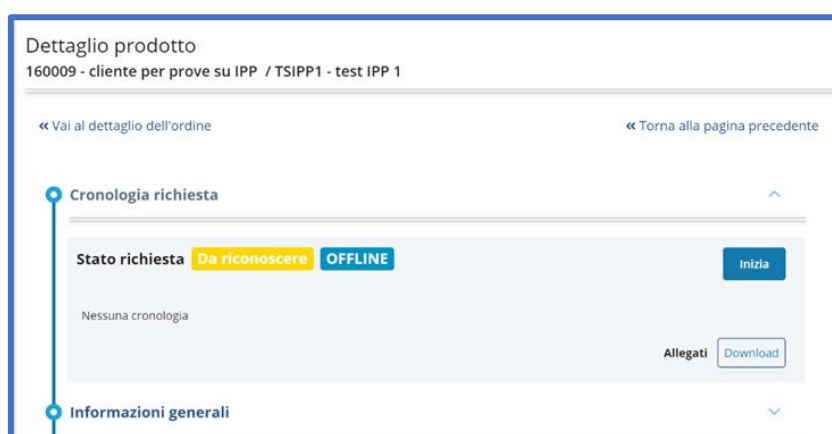 Dettaglio prodotto
160009 - cliente per prove su IPP / TSIPP1 - test IPP 1
« Vai al dettaglio dell'ordine
« Torna alla pagina precedente
Cronologia richiesta
Stato richiesta Da riconoscere OFFLINE
Inizia
Nessuna cronologia
Allegati Download
Informazioni generali